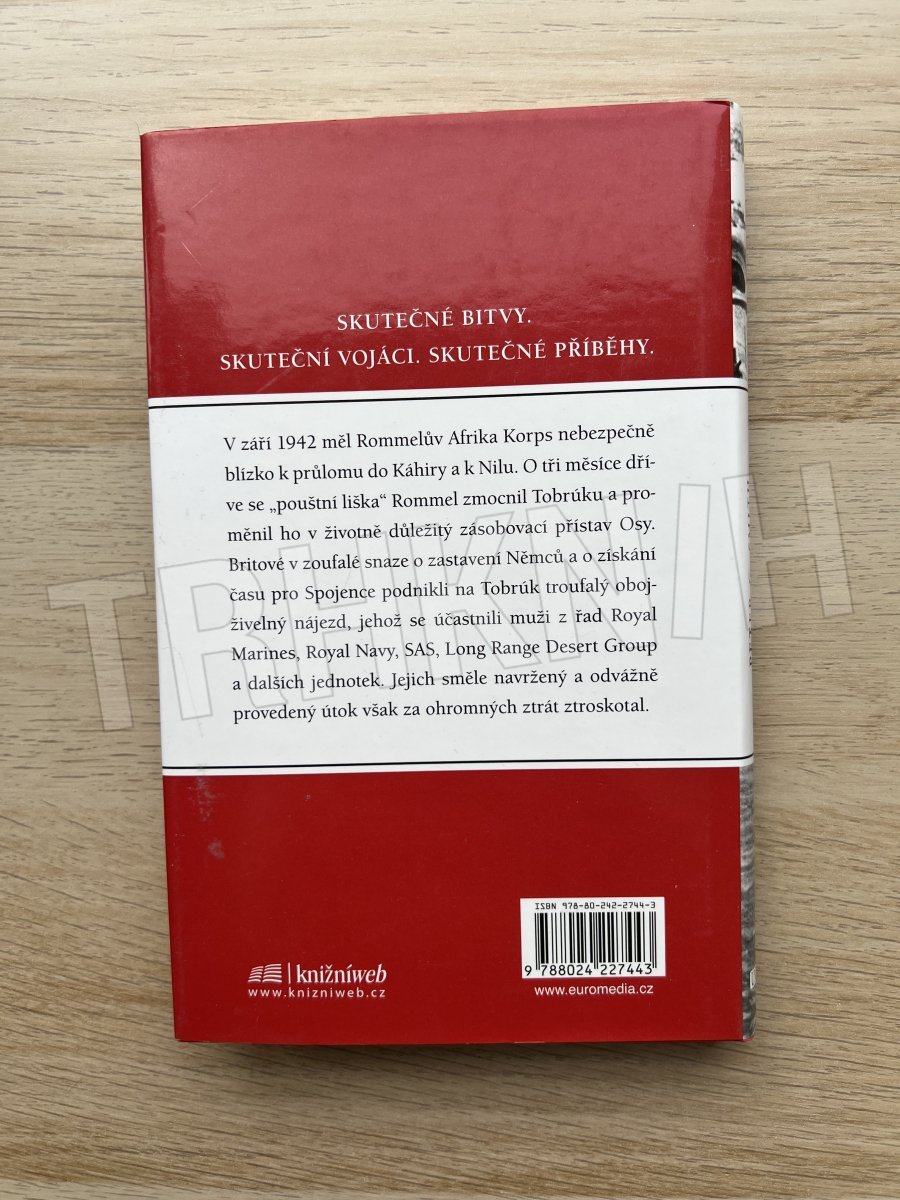 SKUTEČNÉ BITVY.
SKUTEČNÍ VOJÁCI. SKUTEČNÉ PŘÍBĚHY.
V září 1942 měl Rommelův Afrika Korps nebezpečně
blízko k průlomu do Káhiry a k Nilu. O tři měsíce dří-
ve se „pouštní liška“ Rommel zmocnil Tobrúku a pro-
měnil ho v životně důležitý zásobovací přístav Osy.
Britové v zoufalé snaze o zastavení Němců a o získání
času pro Spojence podnikli na Tobrúk troufalý oboj-
živelný nájezd, jehož se účastnili muži z řad Royal
Marines, Royal Navy, SAS, Long Range Desert Group
a dalších jednotek. Jejich směle navržený a odvážně
provedený útok však za ohromných ztrát ztroskotal.
TRHKNIH
ISBN 978-80-242-2744-3
9 788024 227443
www.euromedia.cz
knižníweb
www.knizniweb.cz